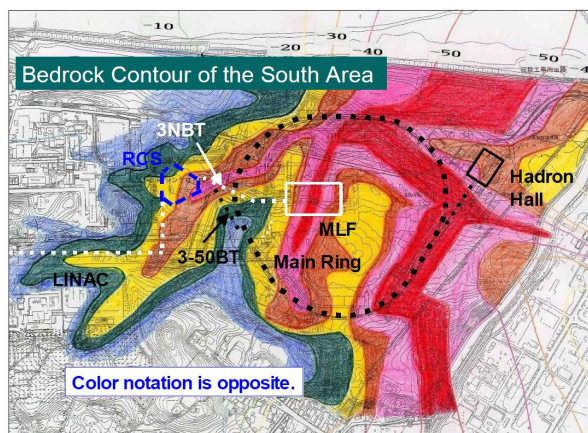 -10
-20
-30
-40
-50
-50
Bedrock Contour of the South Area
3NBT
RCS
Hadron
Hall
MLF
3-50BT
Main Ring
LINAC
Color notation is opposite.